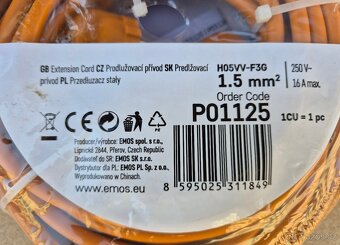 GB Extension Cord CZ Prodlužovací přívod SK Predlžovací
prívod PL Przedłużacz stały
H05VV-F3G
1.5 mm²
250 V~
16 A max.
Order Code
P01125
1CU = 1 pc
Producer/výrobce: EMOS spol. s r.o.
Lipnická 2844, Přerov, Czech Republic
Dodávateľ do SR: EMOS SK s.r.o.
Dystrybutor dla PL: EMOS PL Sp. z o.o.
Wyprodukowano w Chinach.
www.emos.eu
8 595025 311849